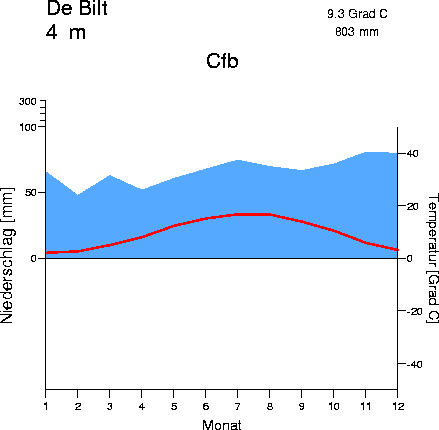 De Bilt
4 m
9.3 Grad C
803 mm
Cfb
300
100
50
0
Niederschlag [mm]
40
20
0
-20
-40
Temperatur [Grad C]
1 2 3 4 5 6 7 8 9 10 11 12
Monat